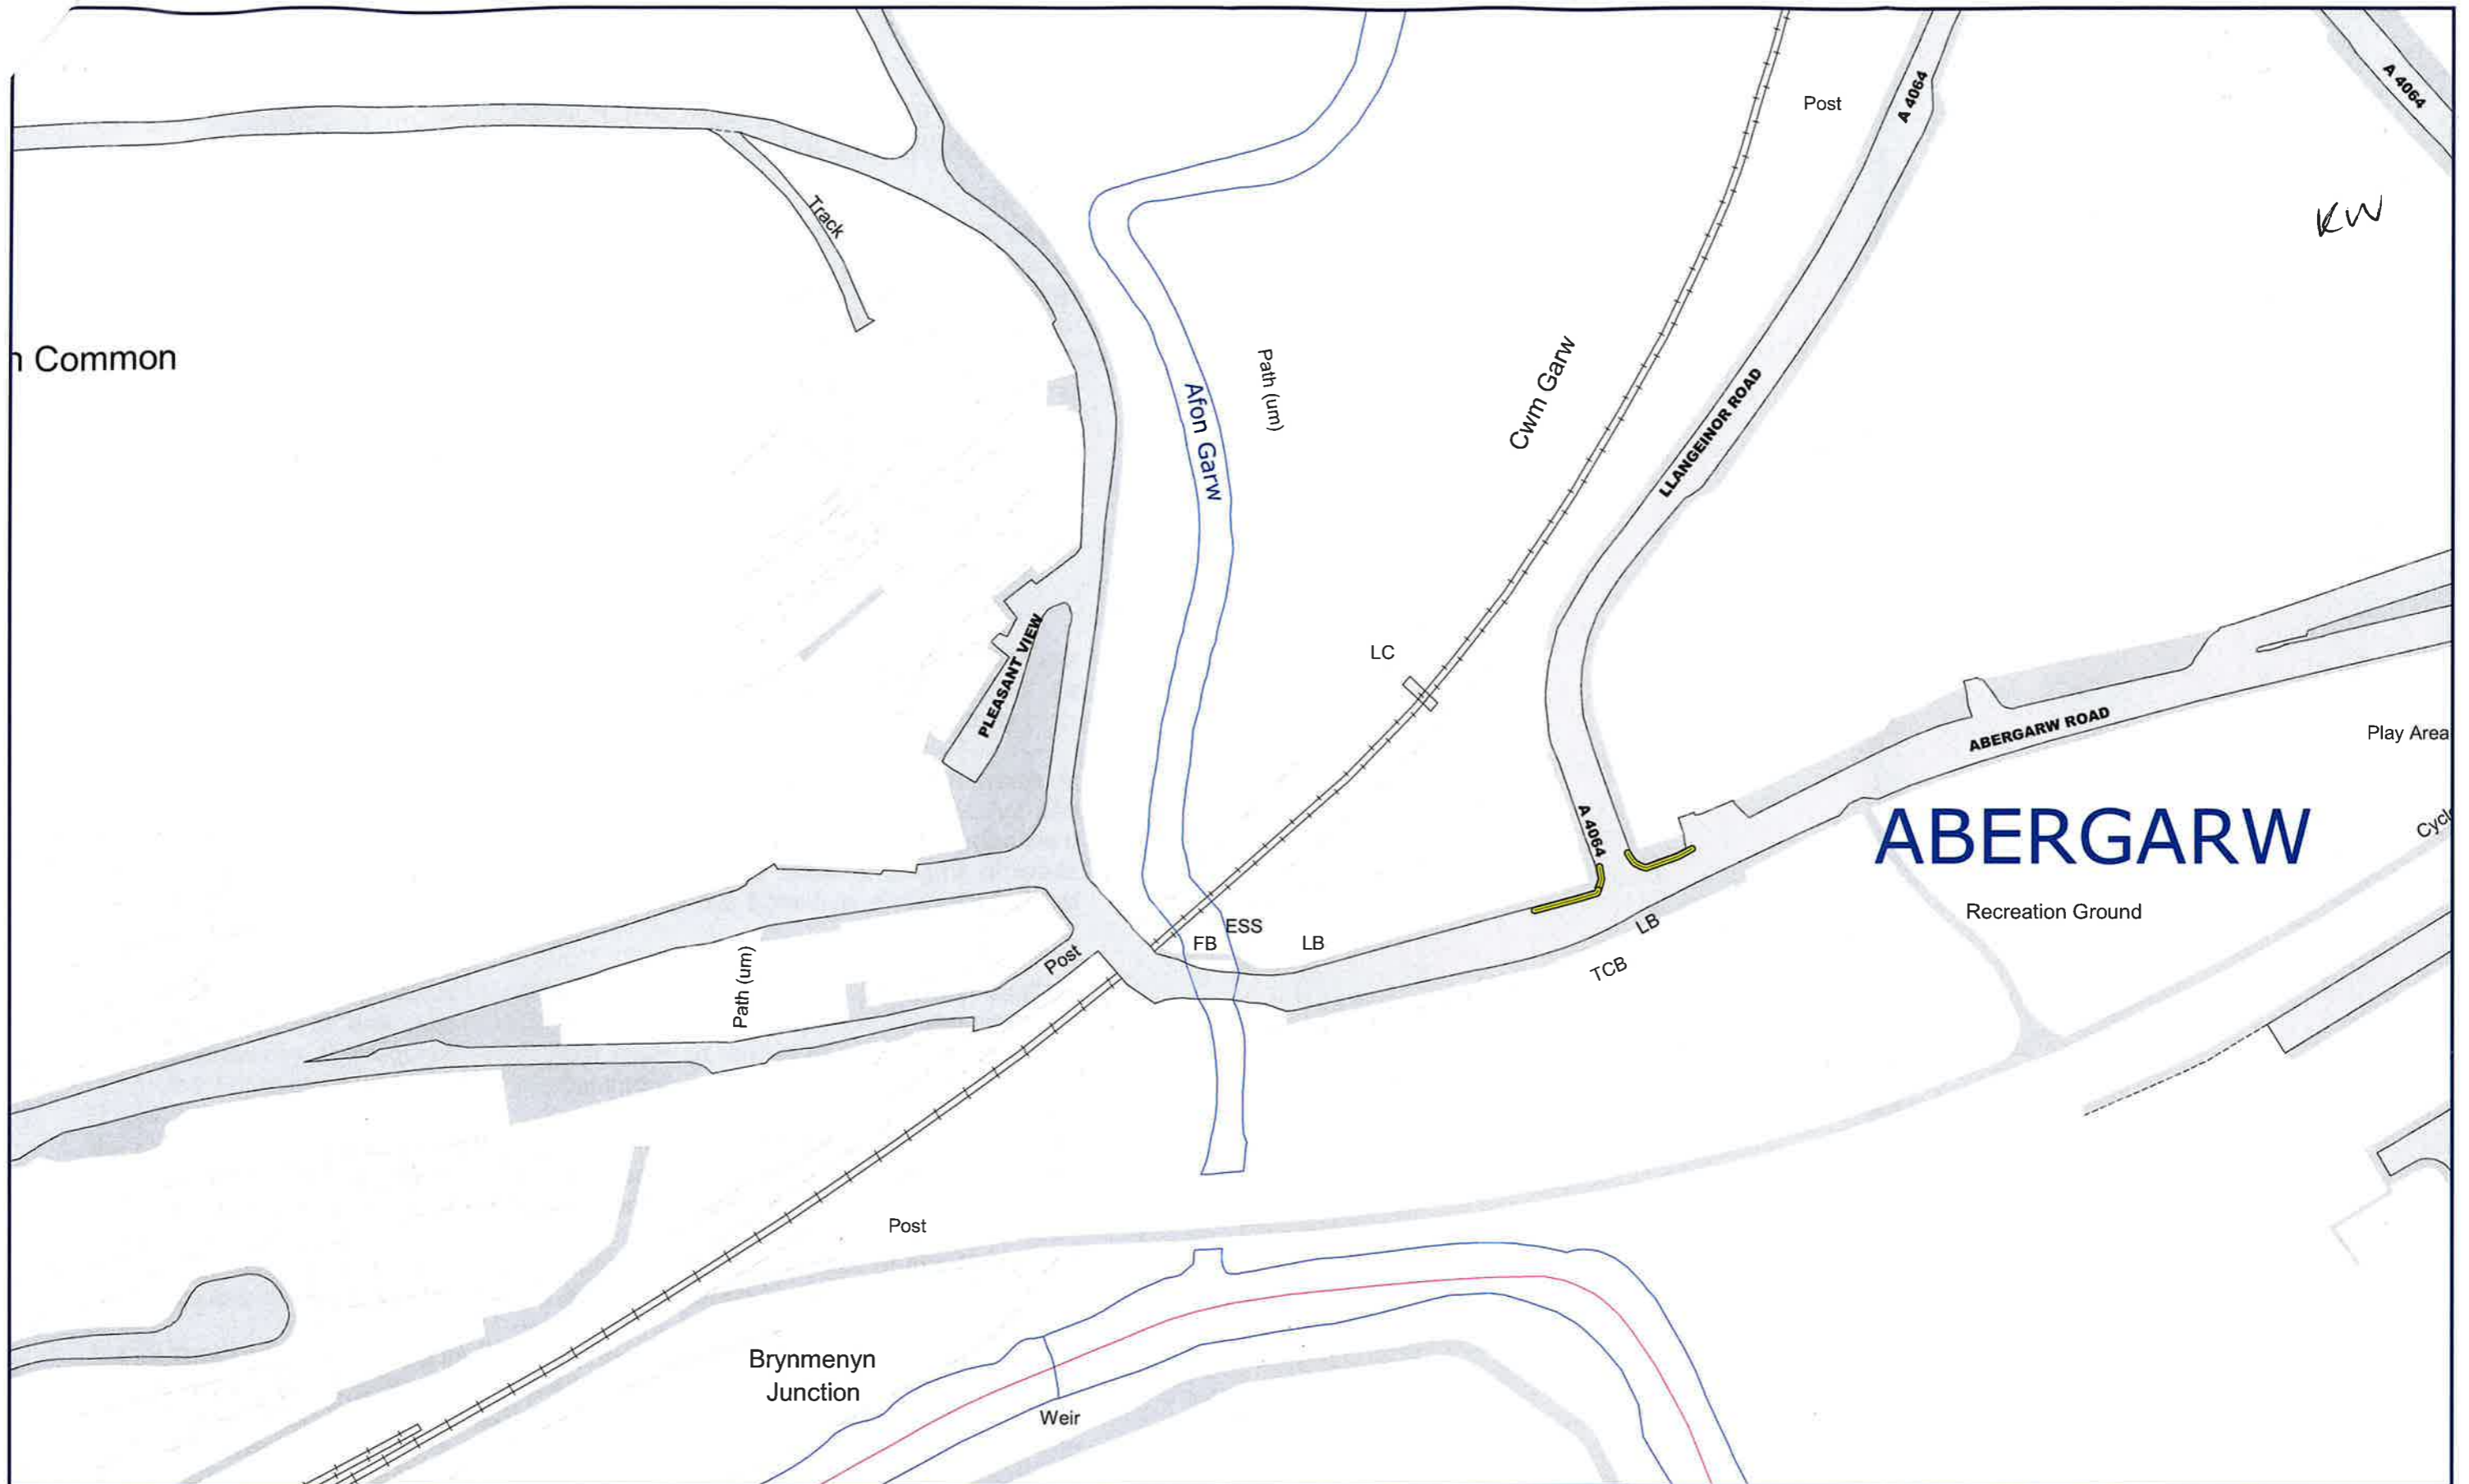 Post
A 4064
A 4064
KW
Track
n Common
Path (um)
Cwm Garw
Afon Garw
LLANGEINOR ROAD
PLEASANT VIEW
LC
ABERGARW ROAD
Play Area
A 4064
ABERGARW
Cycl
Recreation Ground
ESS
FB
LB
LB
TCB
Post
Path (um)
Post
Brynmenyn
Junction
Weir